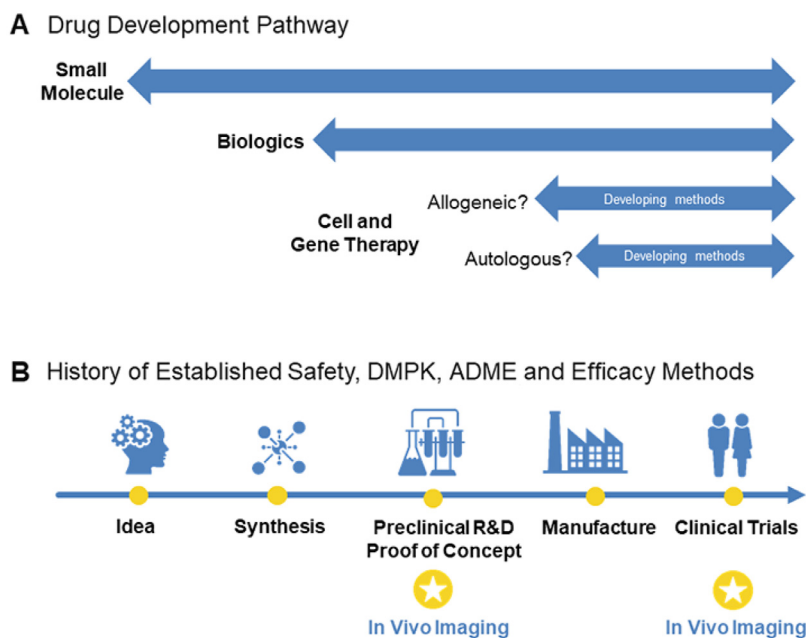 A Drug Development Pathway
Small
Molecule
Biologics
Cell and
Gene Therapy
Allogeneic?
Developing methods
Autologous?
Developing methods
B History of Established Safety, DMPK, ADME and Efficacy Methods
Idea
Synthesis
Preclinical R&D
Proof of Concept
Manufacture
Clinical Trials
In Vivo Imaging
In Vivo Imaging